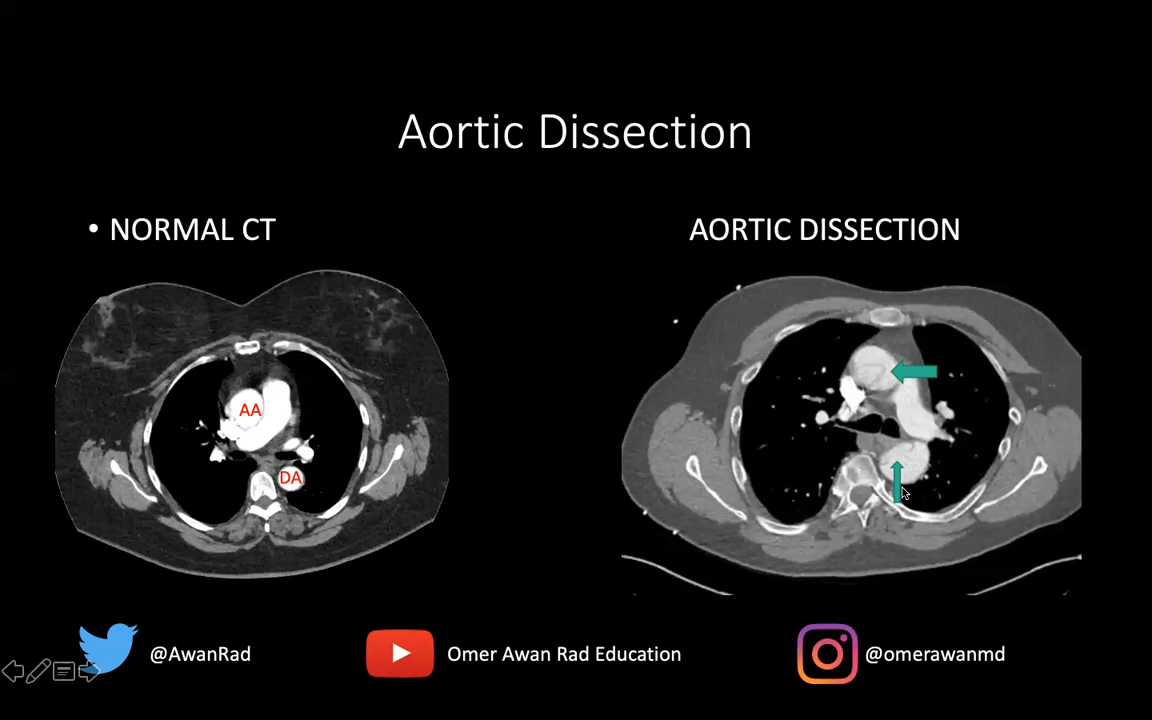 Aortic Dissection
• NORMAL CT
AORTIC DISSECTION
AA
DA
@AwanRad
Omer Awan Rad Education
@omerawanmd